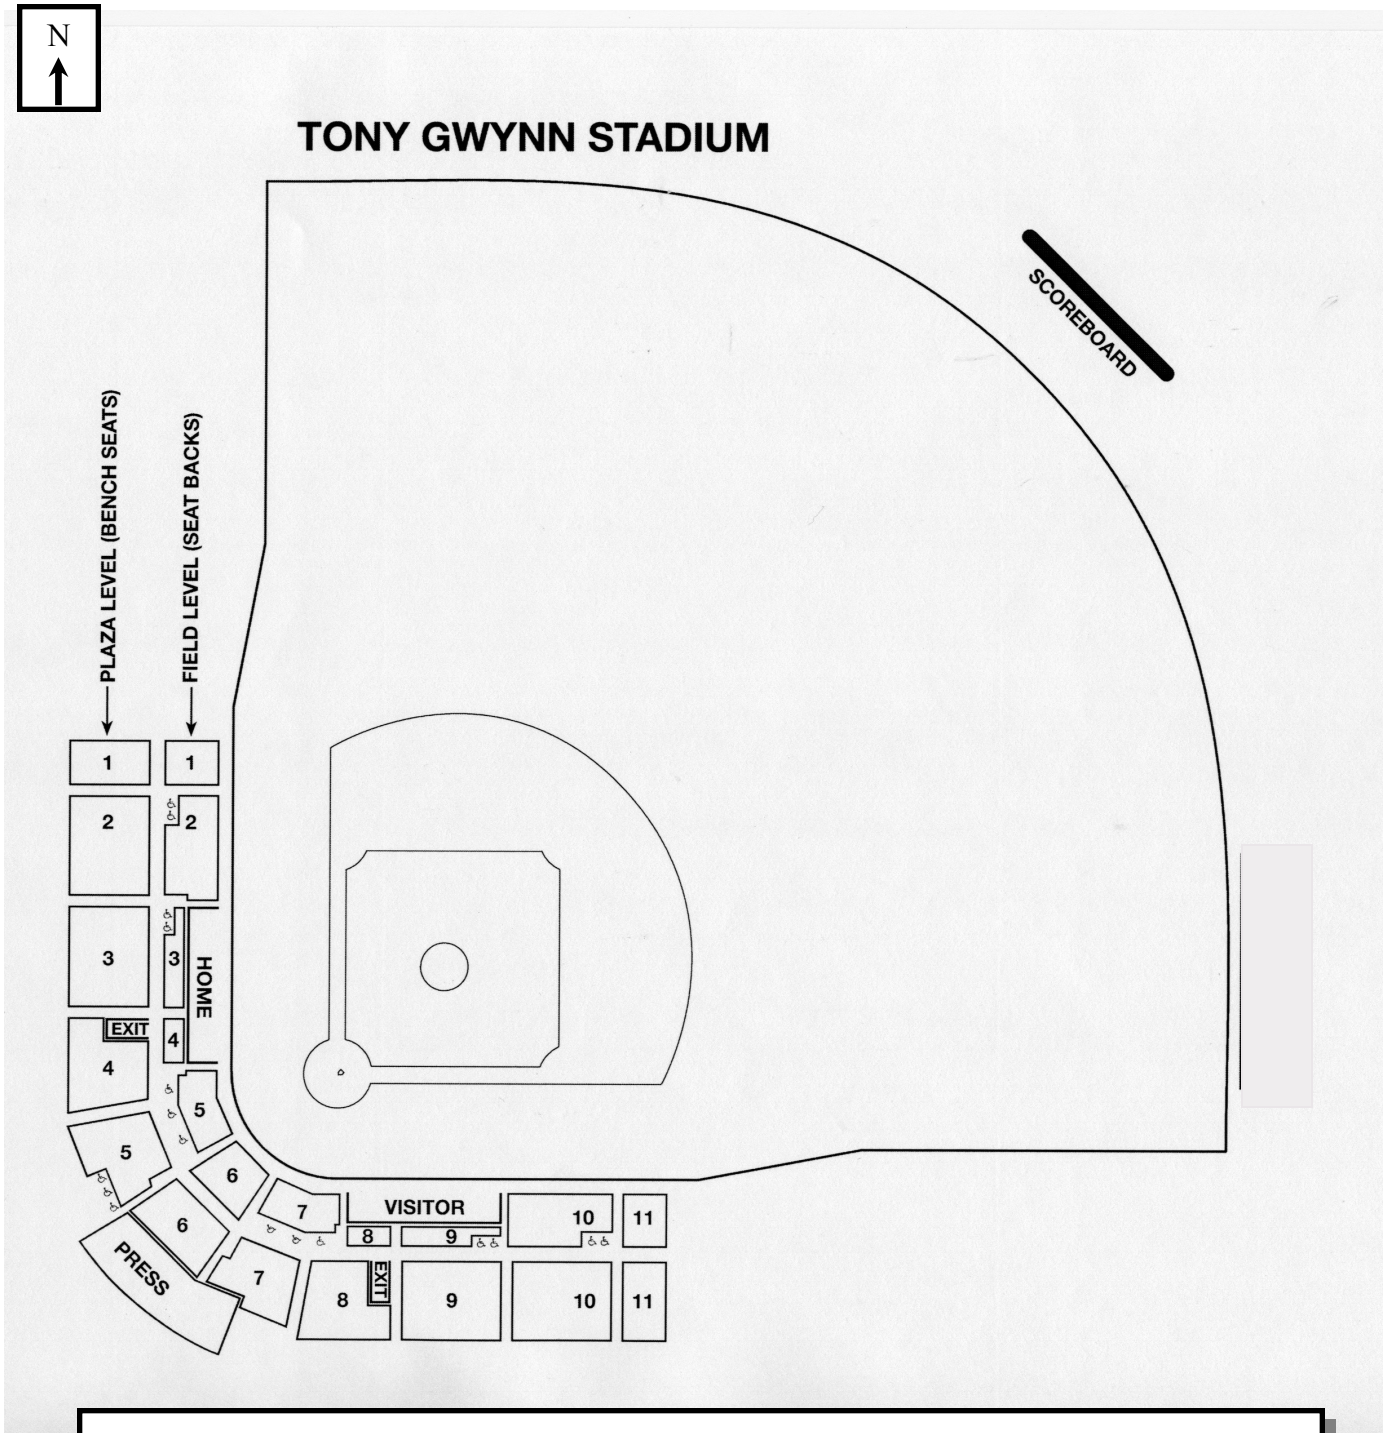 N
TONY GWYNN STADIUM
SCOREBOARD
PLAZA LEVEL (BENCH SEATS)
FIELD LEVEL (SEAT BACKS)
1
1
2
2
3
3
HOME
EXIT
4
4
5
5
6
6
7
7
PRESS
VISITOR
8
9
10
11
EXIT
8
9
10
11